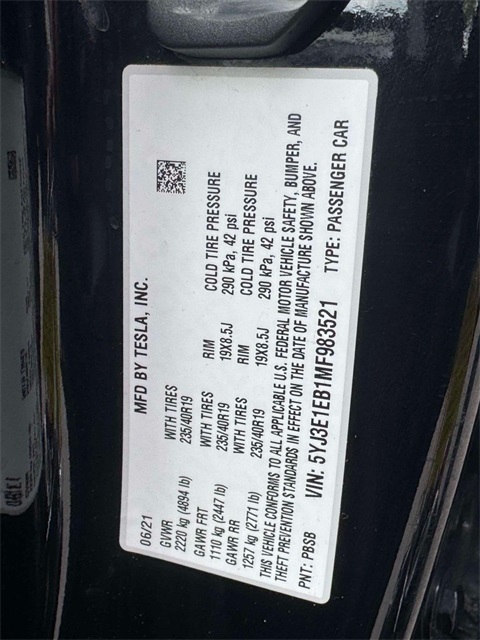 MFD BY TESLA, INC.
06/21
GVWR
2220 kg (4894 lb)
WITH TIRES
235/40R19
RIM
19X8.5J
COLD TIRE PRESSURE
290 kPa, 42 psi
GAWR FRT
1110 kg (2447 lb)
WITH TIRES
235/40R19
RIM
19X8.5J
COLD TIRE PRESSURE
290 kPa, 42 psi
GAWR RR
1257 kg (2771 lb)
THIS VEHICLE CONFORMS TO ALL APPLICABLE U.S. FEDERAL MOTOR VEHICLE SAFETY, BUMPER, AND
THEFT PREVENTION STANDARDS IN EFFECT ON THE DATE OF MANUFACTURE SHOWN ABOVE.
VIN: 5YJ3E1EB1MF983521
PNT: PBSB
TYPE: PASSENGER CAR